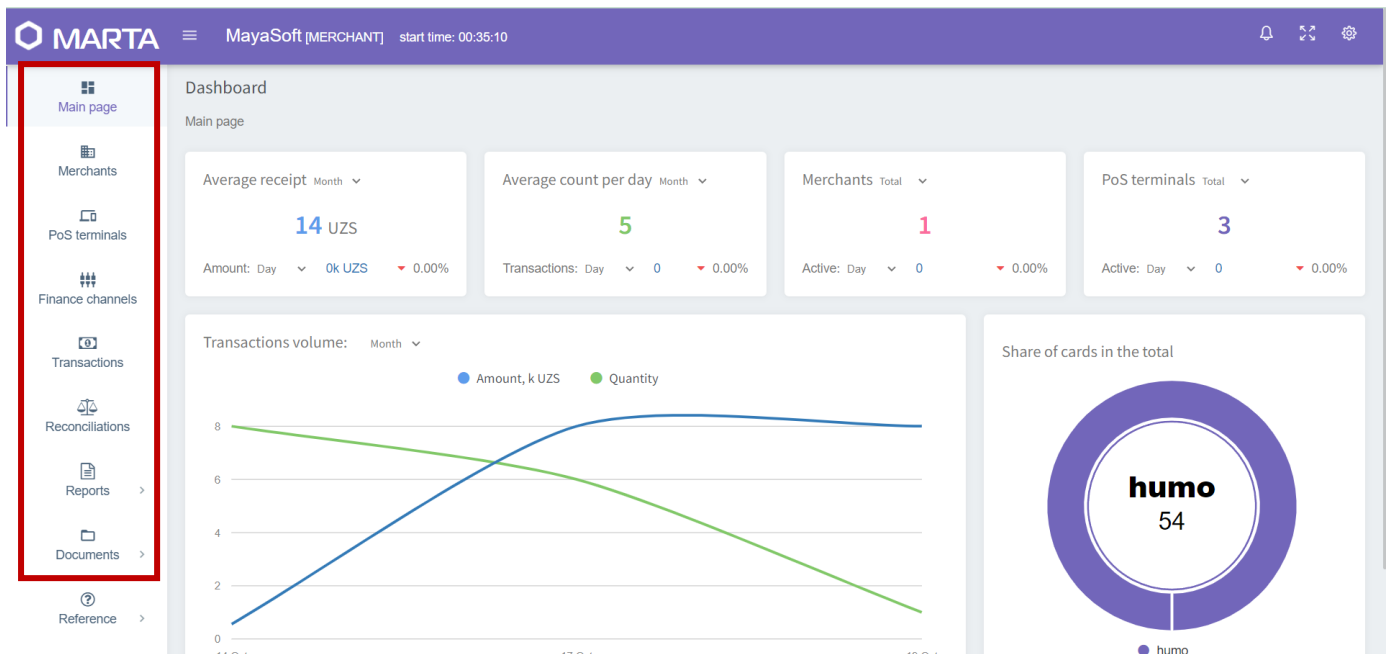 MARTA
MayaSoft [MERCHANT] start time: 00:35:10
Main page
Merchants
PoS terminals
Finance channels
Transactions
Reconciliations
Reports
Documents
Reference
Dashboard
Main page
Average receipt Month
14 UZS
Amount: Day 0k UZS 0.00%
Average count per day Month
5
Transactions: Day 0 0.00%
Merchants Total
1
Active: Day 0 0.00%
PoS terminals Total
3
Active: Day 0 0.00%
Transactions volume: Month
Amount, k UZS Quantity
8
6
4
2
0
Share of cards in the total
humo
54
humo